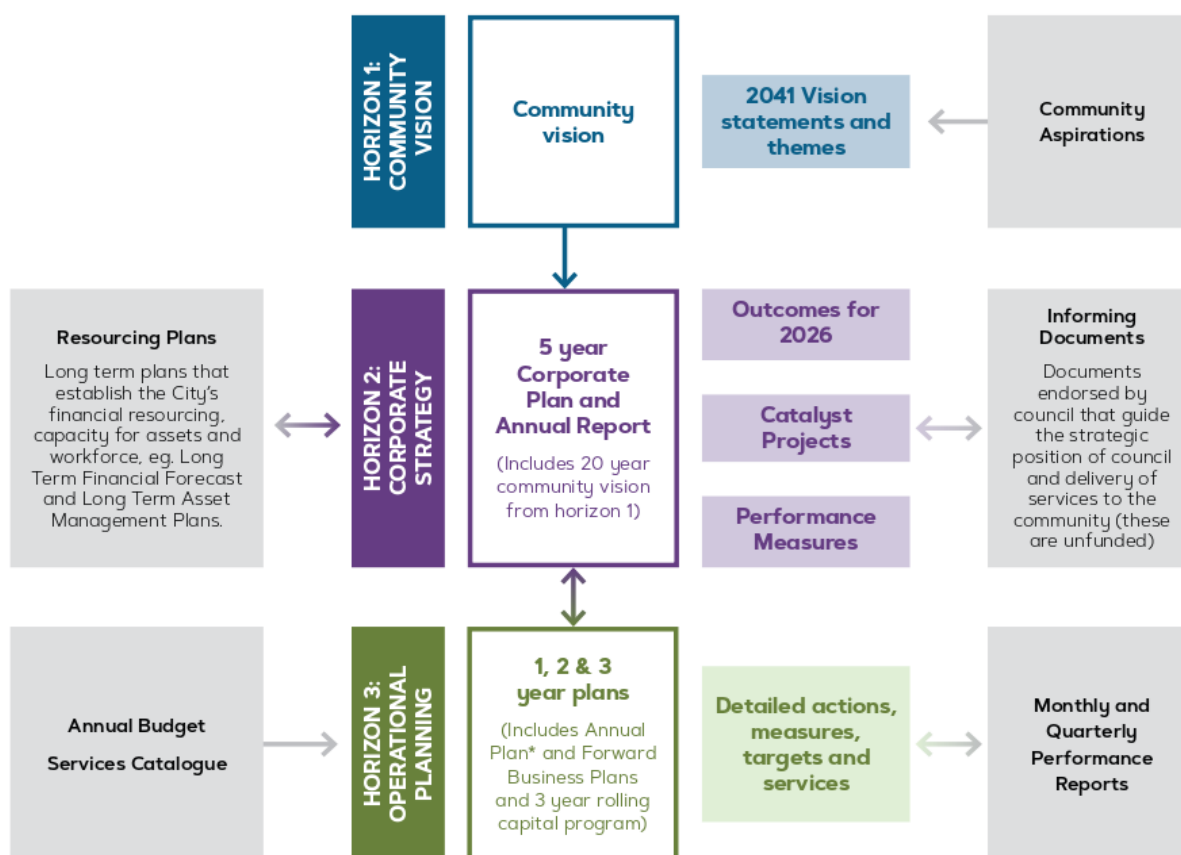 HORIZON 1:
COMMUNITY
VISION
Community
vision
2041 Vision
statements and
themes
Community
Aspirations
Resourcing Plans
Long term plans that
establish the City's
financial resourcing,
capacity for assets and
workforce, eg. Long
Term Financial Forecast
and Long Term Asset
Management Plans.
HORIZON 2:
CORPORATE
STRATEGY
5 year
Corporate
Plan and
Annual Report
(Includes 20 year
community vision
from horizon 1)
Outcomes for
2026
Catalyst
Projects
Performance
Measures
Informing
Documents
Documents
endorsed by
council that guide
the strategic
position of council
and delivery of
services to the
community (these
are unfunded)
Annual Budget
Services Catalogue
HORIZON 3:
OPERATIONAL
PLANNING
1, 2 & 3
year plans
(Includes Annual
Plan* and Forward
Business Plans
and 3 year rolling
capital program)
Detailed actions,
measures,
targets and
services
Monthly and
Quarterly
Performance
Reports